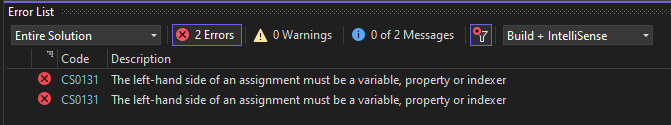 Error List
Entire Solution 2 Errors 0 Warnings 0 of 2 Messages Build + IntelliSense
Code Description
CS0131 The left-hand side of an assignment must be a variable, property or indexer
CS0131 The left-hand side of an assignment must be a variable, property or indexer